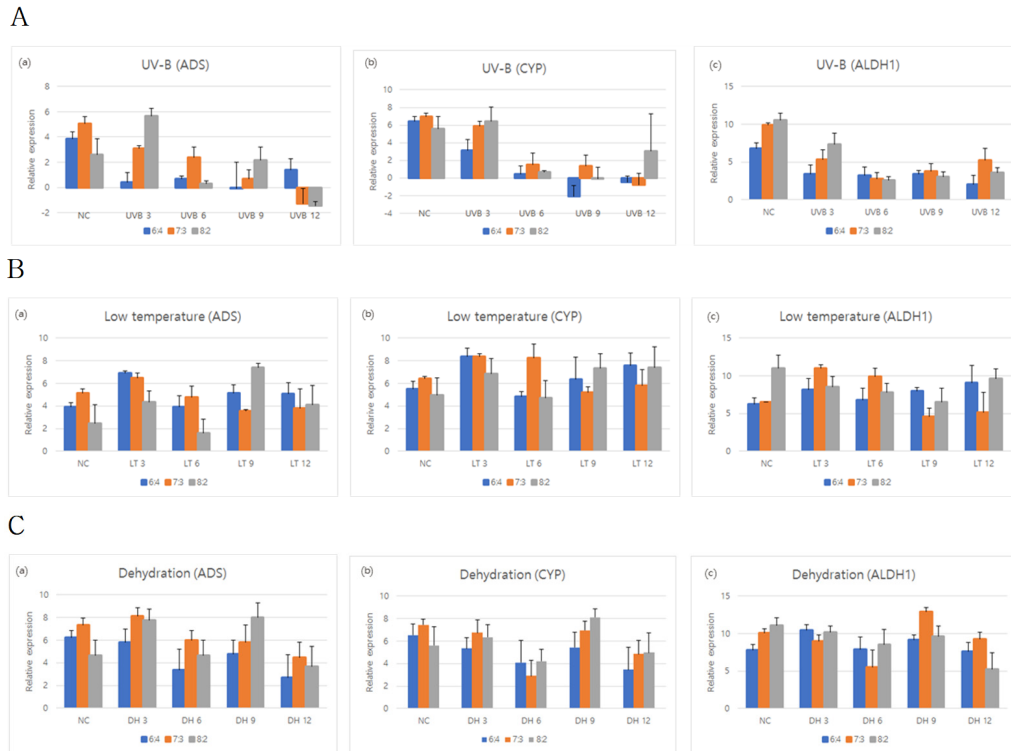 A
(a)
UV-B (ADS)
Relative expression
8
6
4
2
0
-2
NC UVB 3 UVB 6 UVB 9 UVB 12
6:4 7:3 8:2
(b)
UV-B (CYP)
Relative expression
10
8
6
4
2
0
-2
-4
NC UVB 3 UVB 6 UVB 9 UVB 12
6:4 7:3 8:2
(c)
UV-B (ALDH1)
Relative expression
15
10
5
0
NC UVB 3 UVB 6 UVB 9 UVB 12
6:4 7:3 8:2
B
(a)
Low temperature (ADS)
Relative expression
10
8
6
4
2
0
NC LT 3 LT 6 LT 9 LT 12
6:4 7:3 8:2
(b)
Low temperature (CYP)
Relarive expression
10
8
6
4
2
0
NC LT 3 LT 6 LT 9 LT 12
6:4 7:3 8:2
(c)
Low temperature (ALDH1)
Relative expression
15
10
5
0
NC LT 3 LT 6 LT 9 LT 12
6:4 7:3 8:2
C
(a)
Dehydration (ADS)
Relative expression
10
8
6
4
2
0
NC DH 3 DH 6 DH 9 DH 12
6:4 7:3 8:2
(b)
Dehydration (CYP)
Relative expression
10
8
6
4
2
0
NC DH 3 DH 6 DH 9 DH 12
6:4 7:3 8:2
(c)
Dehydration (ALDH1)
Relative expression
15
10
5
0
NC DH 3 DH 6 DH 9 DH 12
6:4 7:3 8:2